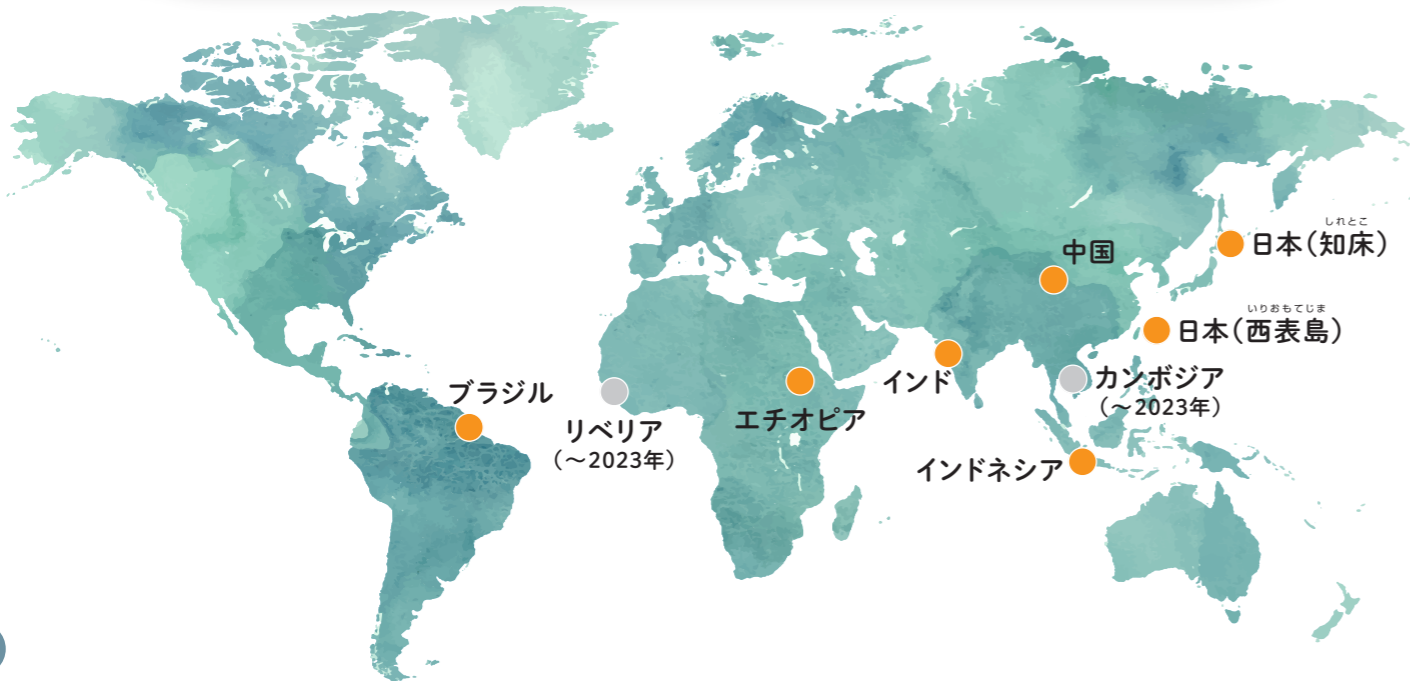 しれとこ
日本（知床）
中国
いりおもてじま
日本（西表島）
インド
カンボジア
（〜2023年）
ブラジル
エチオピア
リベリア
（〜2023年）
インドネシア